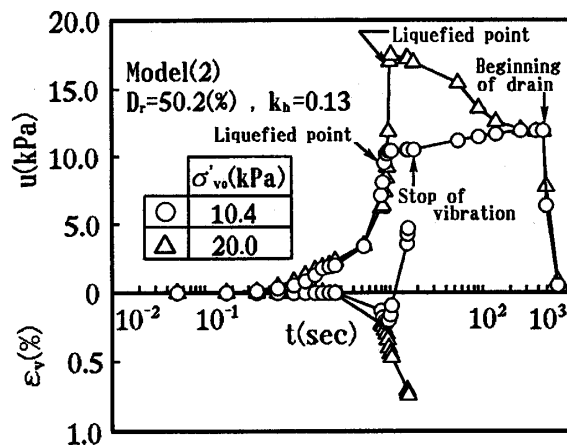 20.0
Liquefied point
Model(2)
Beginning
of drain
15.0
Dr=50.2(%) , kh=0.13
u(kPa)
10.0
Liquefied point
σ'vo(kPa)
Stop of
vibration
○ 10.4
5.0
△ 20.0
0
10⁻² 10⁻¹ t(sec) 10² 10³
εv(%)
0.5
1.0